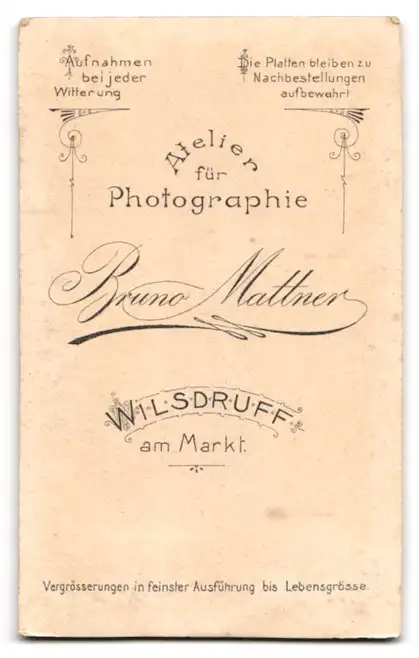 Aufnahmen
bei jeder
Witterung
Die Platten bleiben zu
Nachbestellungen
aufbewahrt
Atelier
für
Photographie
Bruno Mattner
WILSDRUFF
am Markt.
Vergrösserungen in feinster Ausführung bis Lebensgrösse.